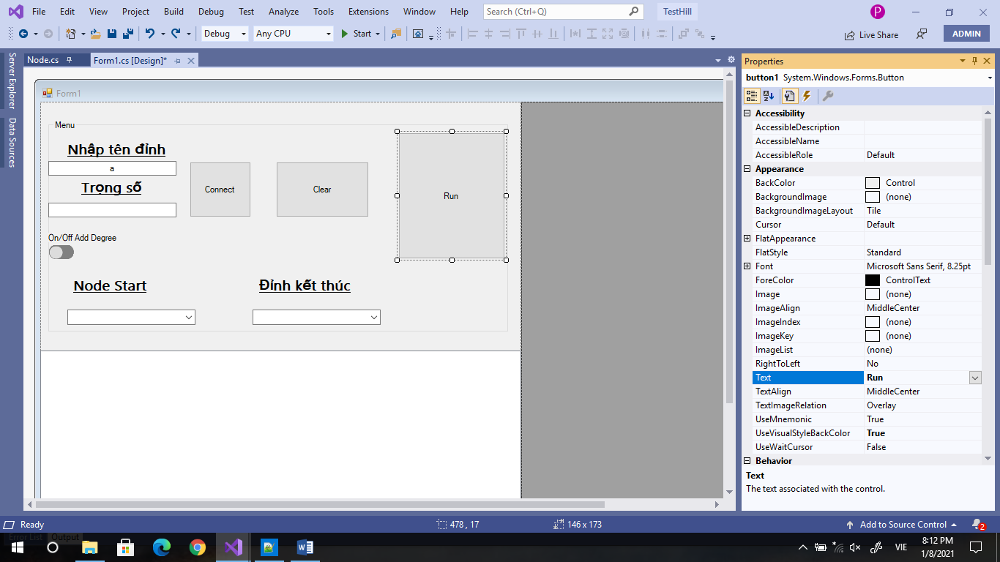 File Edit View Project Build Debug Test Analyze Tools Extensions Window Help Search (Ctrl+Q) TestHill P
Debug Any CPU Start Live Share ADMIN
Server Explorer
Data Sources
Node.cs Form1.cs [Design]*
Form1
Menu
Nhập tên đỉnh
a
Trọng số
Connect
Clear
Run
On/Off Add Degree
Node Start
Đỉnh kết thúc
Properties
button1 System.Windows.Forms.Button
Accessibility
AccessibleDescription
AccessibleName
AccessibleRole Default
Appearance
BackColor Control
BackgroundImage (none)
BackgroundImageLayout Tile
Cursor Default
FlatAppearance
FlatStyle Standard
Font Microsoft Sans Serif, 8.25pt
ForeColor ControlText
Image (none)
ImageAlign MiddleCenter
ImageIndex (none)
ImageKey (none)
ImageList (none)
RightToLeft No
Text Run
TextAlign MiddleCenter
TextImageRelation Overlay
UseMnemonic True
UseVisualStyleBackColor True
UseWaitCursor False
Behavior
Text
The text associated with the control.
Ready 478 , 17 146 x 173 Add to Source Control 2
Error List Output
VIE 8:12 PM
1/8/2021